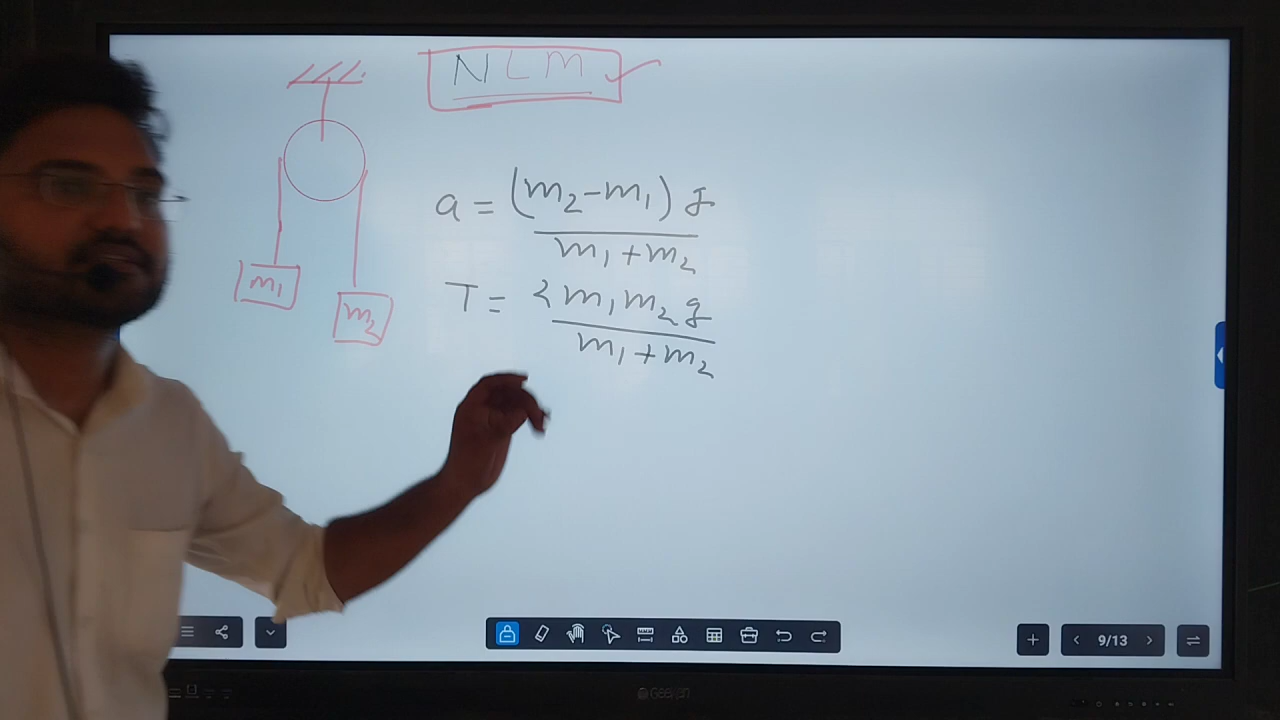 NLM
a = (m₂-m₁) g
m₁+m₂
T = 2 m₁ m₂ g
m₁+m₂
m₁
m₂
9/13